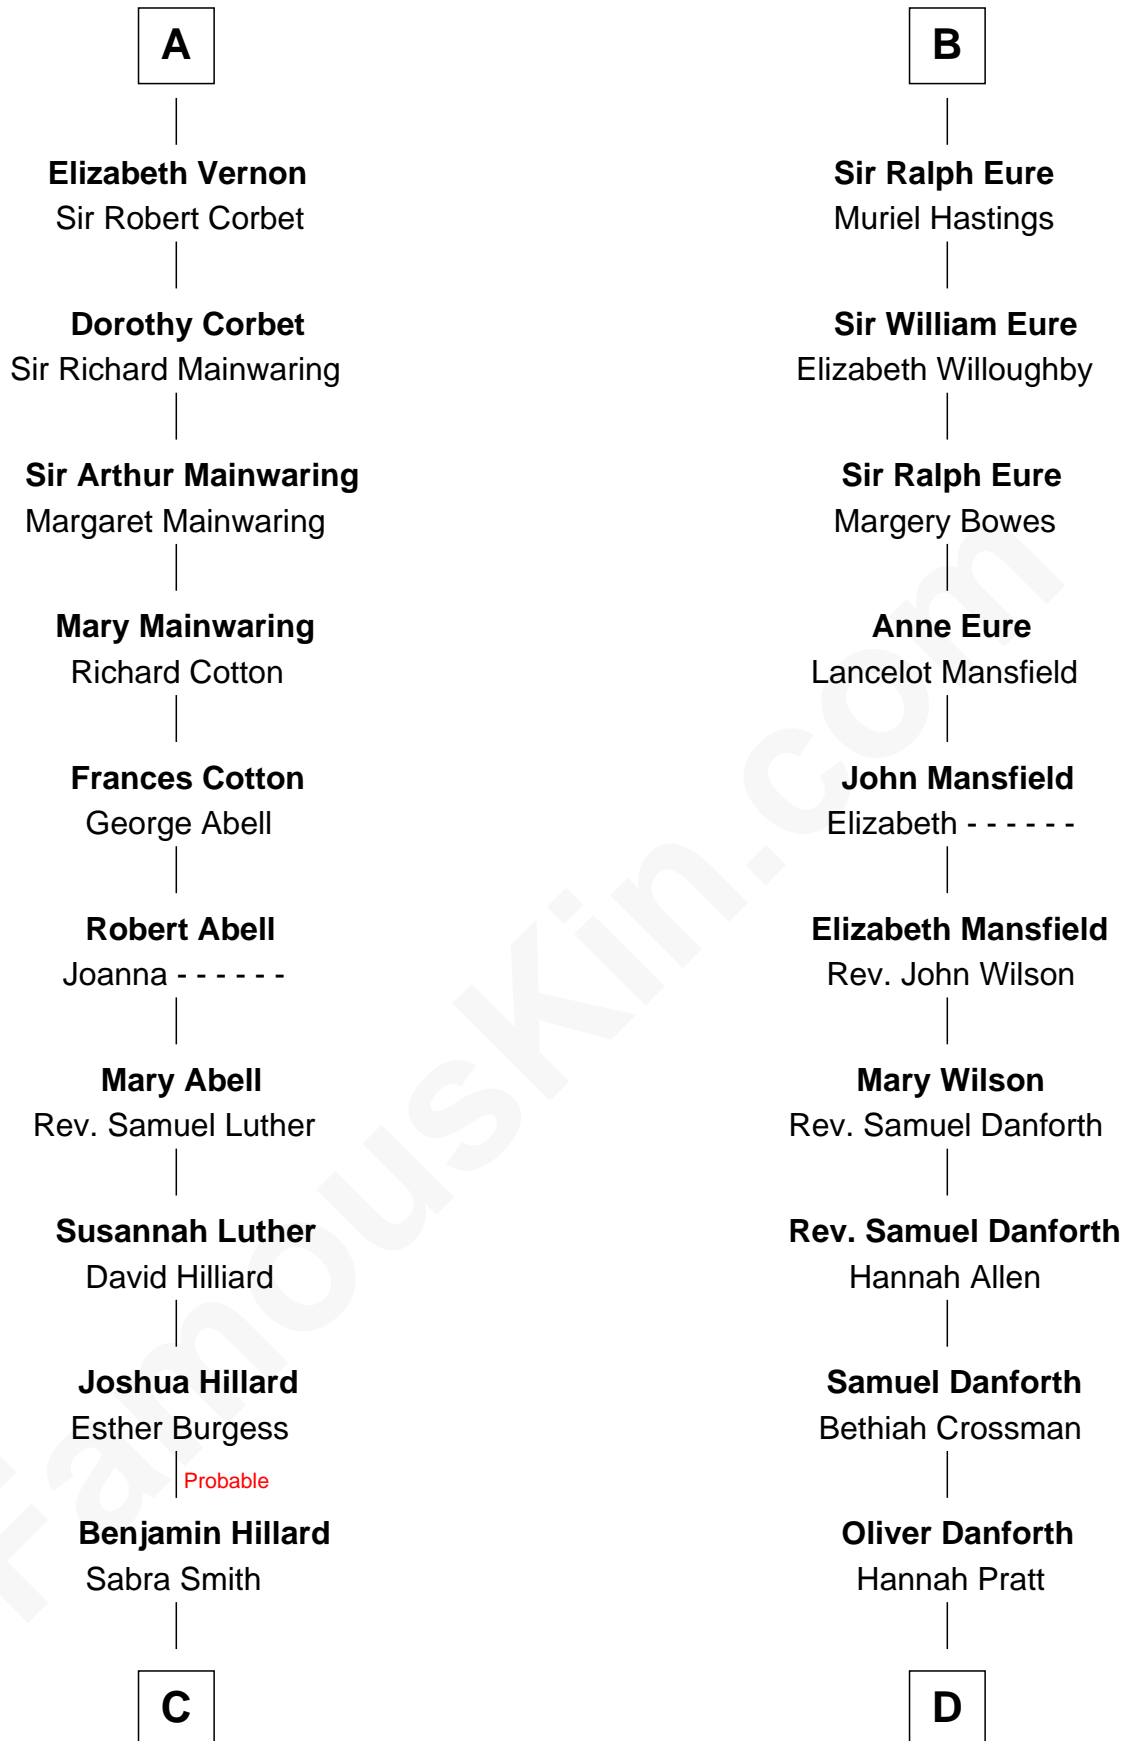 A
Elizabeth Vernon
Sir Robert Corbet
Dorothy Corbet
Sir Richard Mainwaring
Sir Arthur Mainwaring
Margaret Mainwaring
Mary Mainwaring
Richard Cotton
Frances Cotton
George Abell
Robert Abell
Joanna - - - - - -
Mary Abell
Rev. Samuel Luther
Susannah Luther
David Hilliard
Joshua Hillard
Esther Burgess
Probable
Benjamin Hillard
Sabra Smith
C
B
Sir Ralph Eure
Muriel Hastings
Sir William Eure
Elizabeth Willoughby
Sir Ralph Eure
Margery Bowes
Anne Eure
Lancelot Mansfield
John Mansfield
Elizabeth - - - - - -
Elizabeth Mansfield
Rev. John Wilson
Mary Wilson
Rev. Samuel Danforth
Rev. Samuel Danforth
Hannah Allen
Samuel Danforth
Bethiah Crossman
Oliver Danforth
Hannah Pratt
D
FamousKin.com